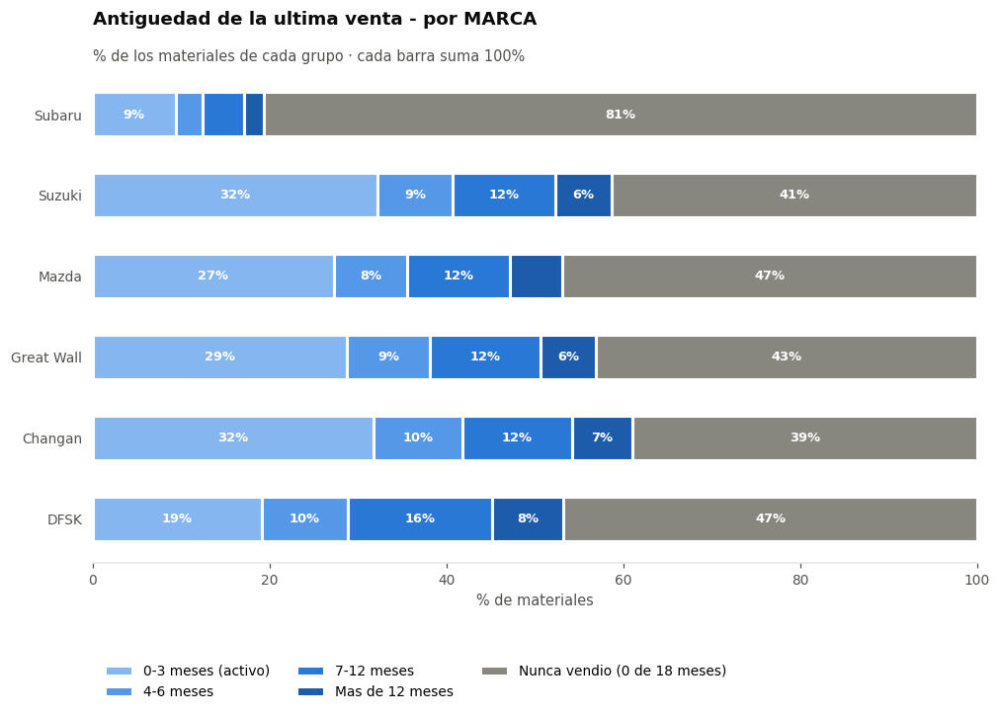 Antiguedad de la ultima venta - por MARCA
% de los materiales de cada grupo · cada barra suma 100%
Subaru 9% 81%
Suzuki 32% 9% 12% 6% 41%
Mazda 27% 8% 12% 47%
Great Wall 29% 9% 12% 6% 43%
Changan 32% 10% 12% 7% 39%
DFSK 19% 10% 16% 8% 47%
0 20 40 60 80 100
% de materiales
0-3 meses (activo) 7-12 meses Nunca vendio (0 de 18 meses)
4-6 meses Mas de 12 meses